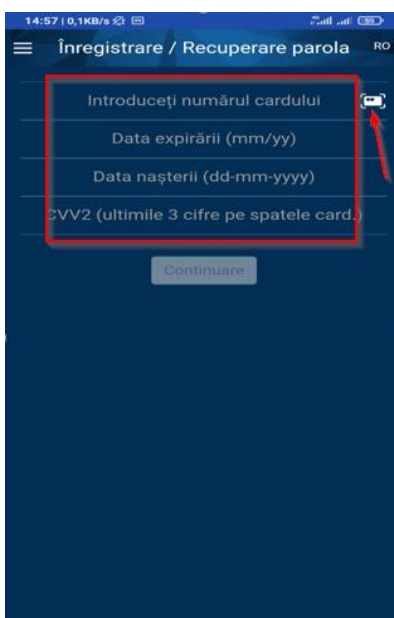 14:57 | 0,1KB/s
Înregistrare / Recuperare parola RO
Introduceți numărul cardului
Data expirării (mm/yy)
Data nașterii (dd-mm-yyyy)
CVV2 (ultimile 3 cifre pe spatele card.)
Continuare